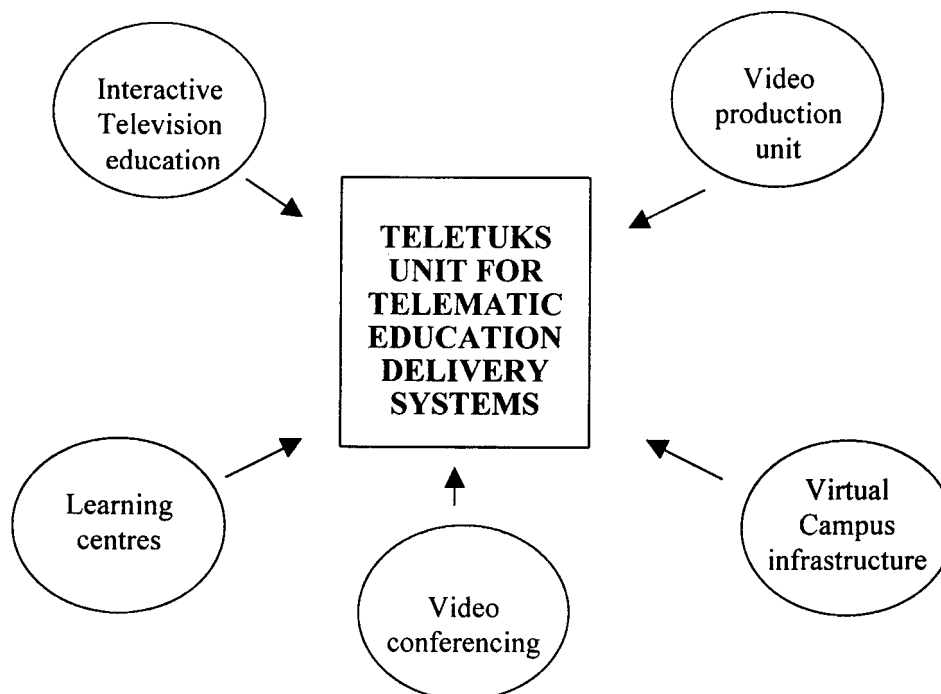 Interactive
Television
education
Video
production
unit
TELETUKS
UNIT FOR
TELEMATIC
EDUCATION
DELIVERY
SYSTEMS
Learning
centres
Video
conferencing
Virtual
Campus
infrastructure